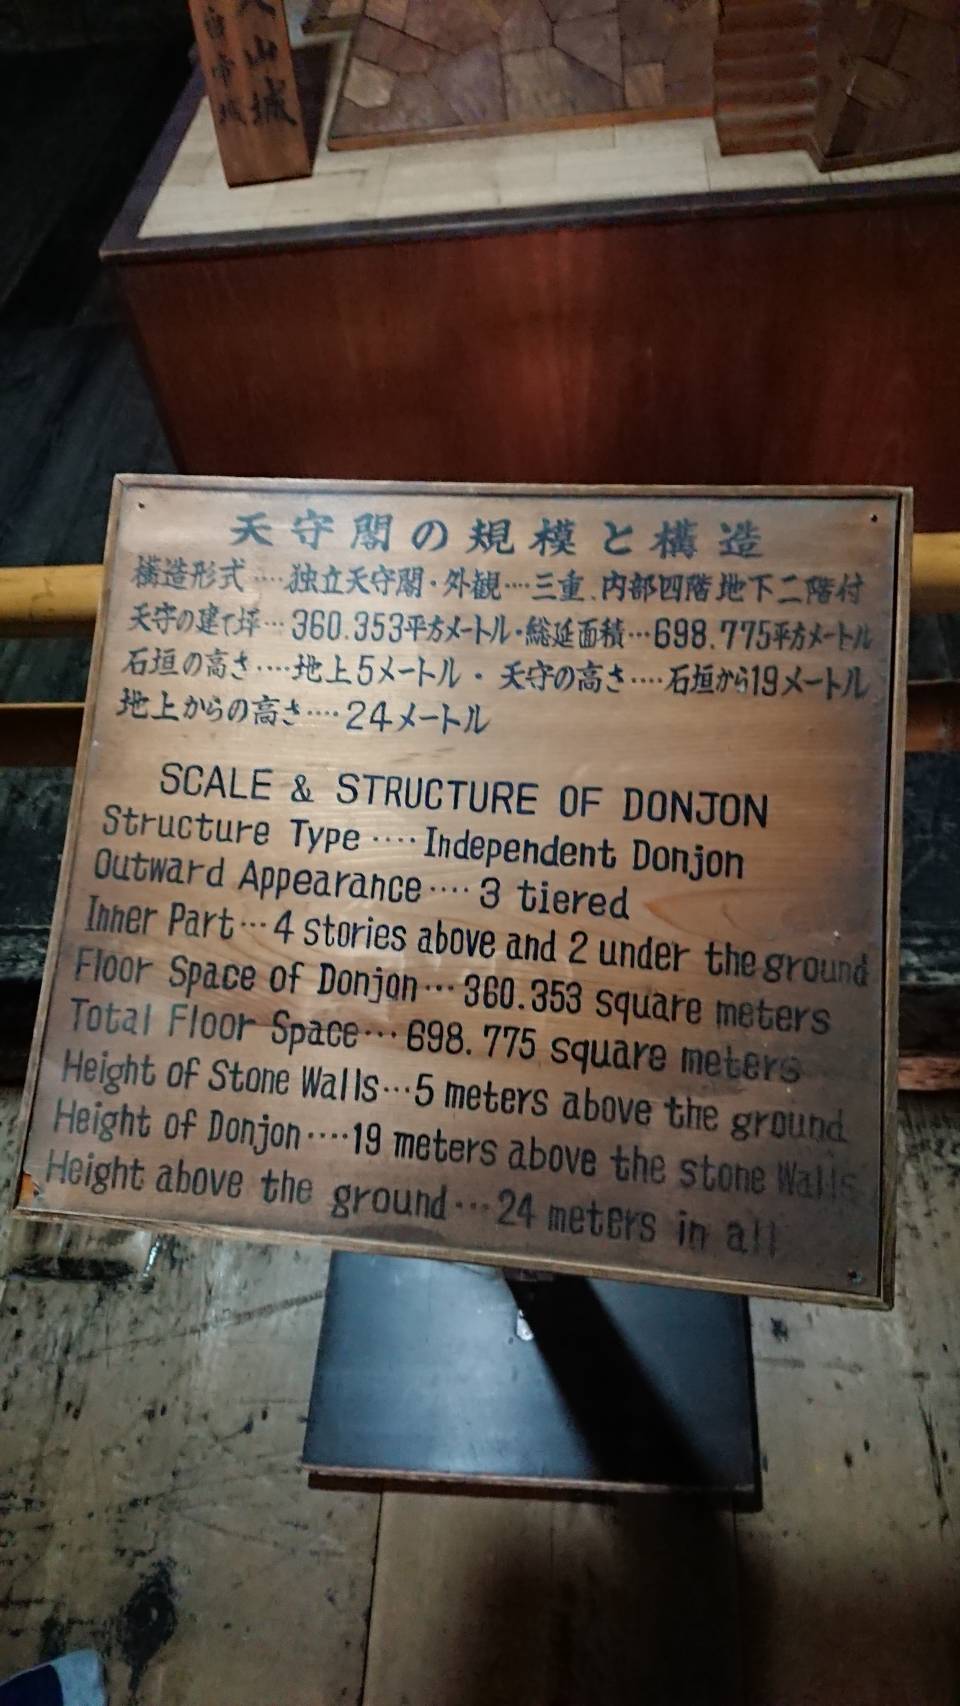 犬山城
白帝城
天守閣の規模と構造
構造形式‥‥独立天守閣・外観‥‥三重、内部四階地下二階付
天守の建て坪…360.353平方メートル・総延面積…698.775平方メートル
石垣の高さ‥‥地上5メートル・天守の高さ‥‥石垣から19メートル
地上からの高さ‥‥24メートル
SCALE & STRUCTURE OF DONJON
Structure Type ‥‥ Independent Donjon
Outward Appearance ‥‥ 3 tiered
Inner Part … 4 stories above and 2 under the ground
Floor Space of Donjon … 360.353 square meters
Total Floor Space … 698.775 square meters
Height of Stone Walls … 5 meters above the ground
Height of Donjon ‥‥ 19 meters above the stone Walls
Height above the ground … 24 meters in all